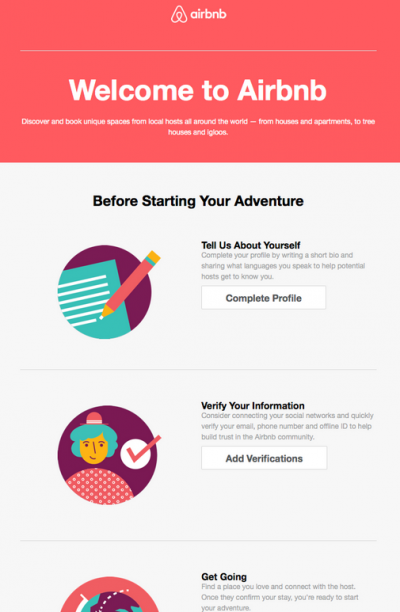 airbnb
Welcome to Airbnb
Discover and book unique spaces from local hosts all around the world — from houses and apartments, to tree
houses and igloos.
Before Starting Your Adventure
Tell Us About Yourself
Complete your profile by writing a short bio and
sharing what languages you speak to help potential
hosts get to know you.
Complete Profile
Verify Your Information
Consider connecting your social networks and quickly
verify your email, phone number and offline ID to help
build trust in the Airbnb community.
Add Verifications
Get Going
Find a place you love and connect with the host.
Once they confirm your stay, you're ready to start
your adventure.